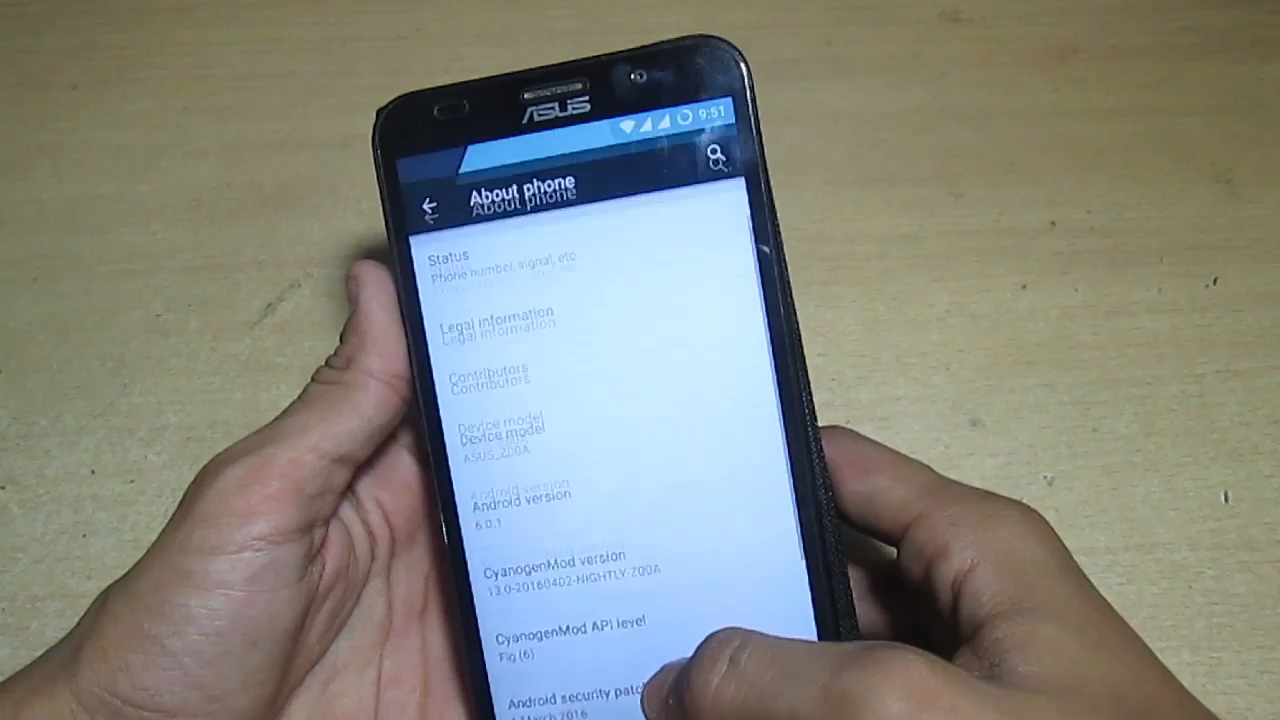 ASUS
9:51
About phone
Status
Phone number, signal, etc
Legal information
Contributors
Device model
ASUS_Z00A
Android version
6.0.1
CyanogenMod version
13.0-20160402-NIGHTLY-Z00A
CyanogenMod API level
Fig (6)
Android security patc
March 2016